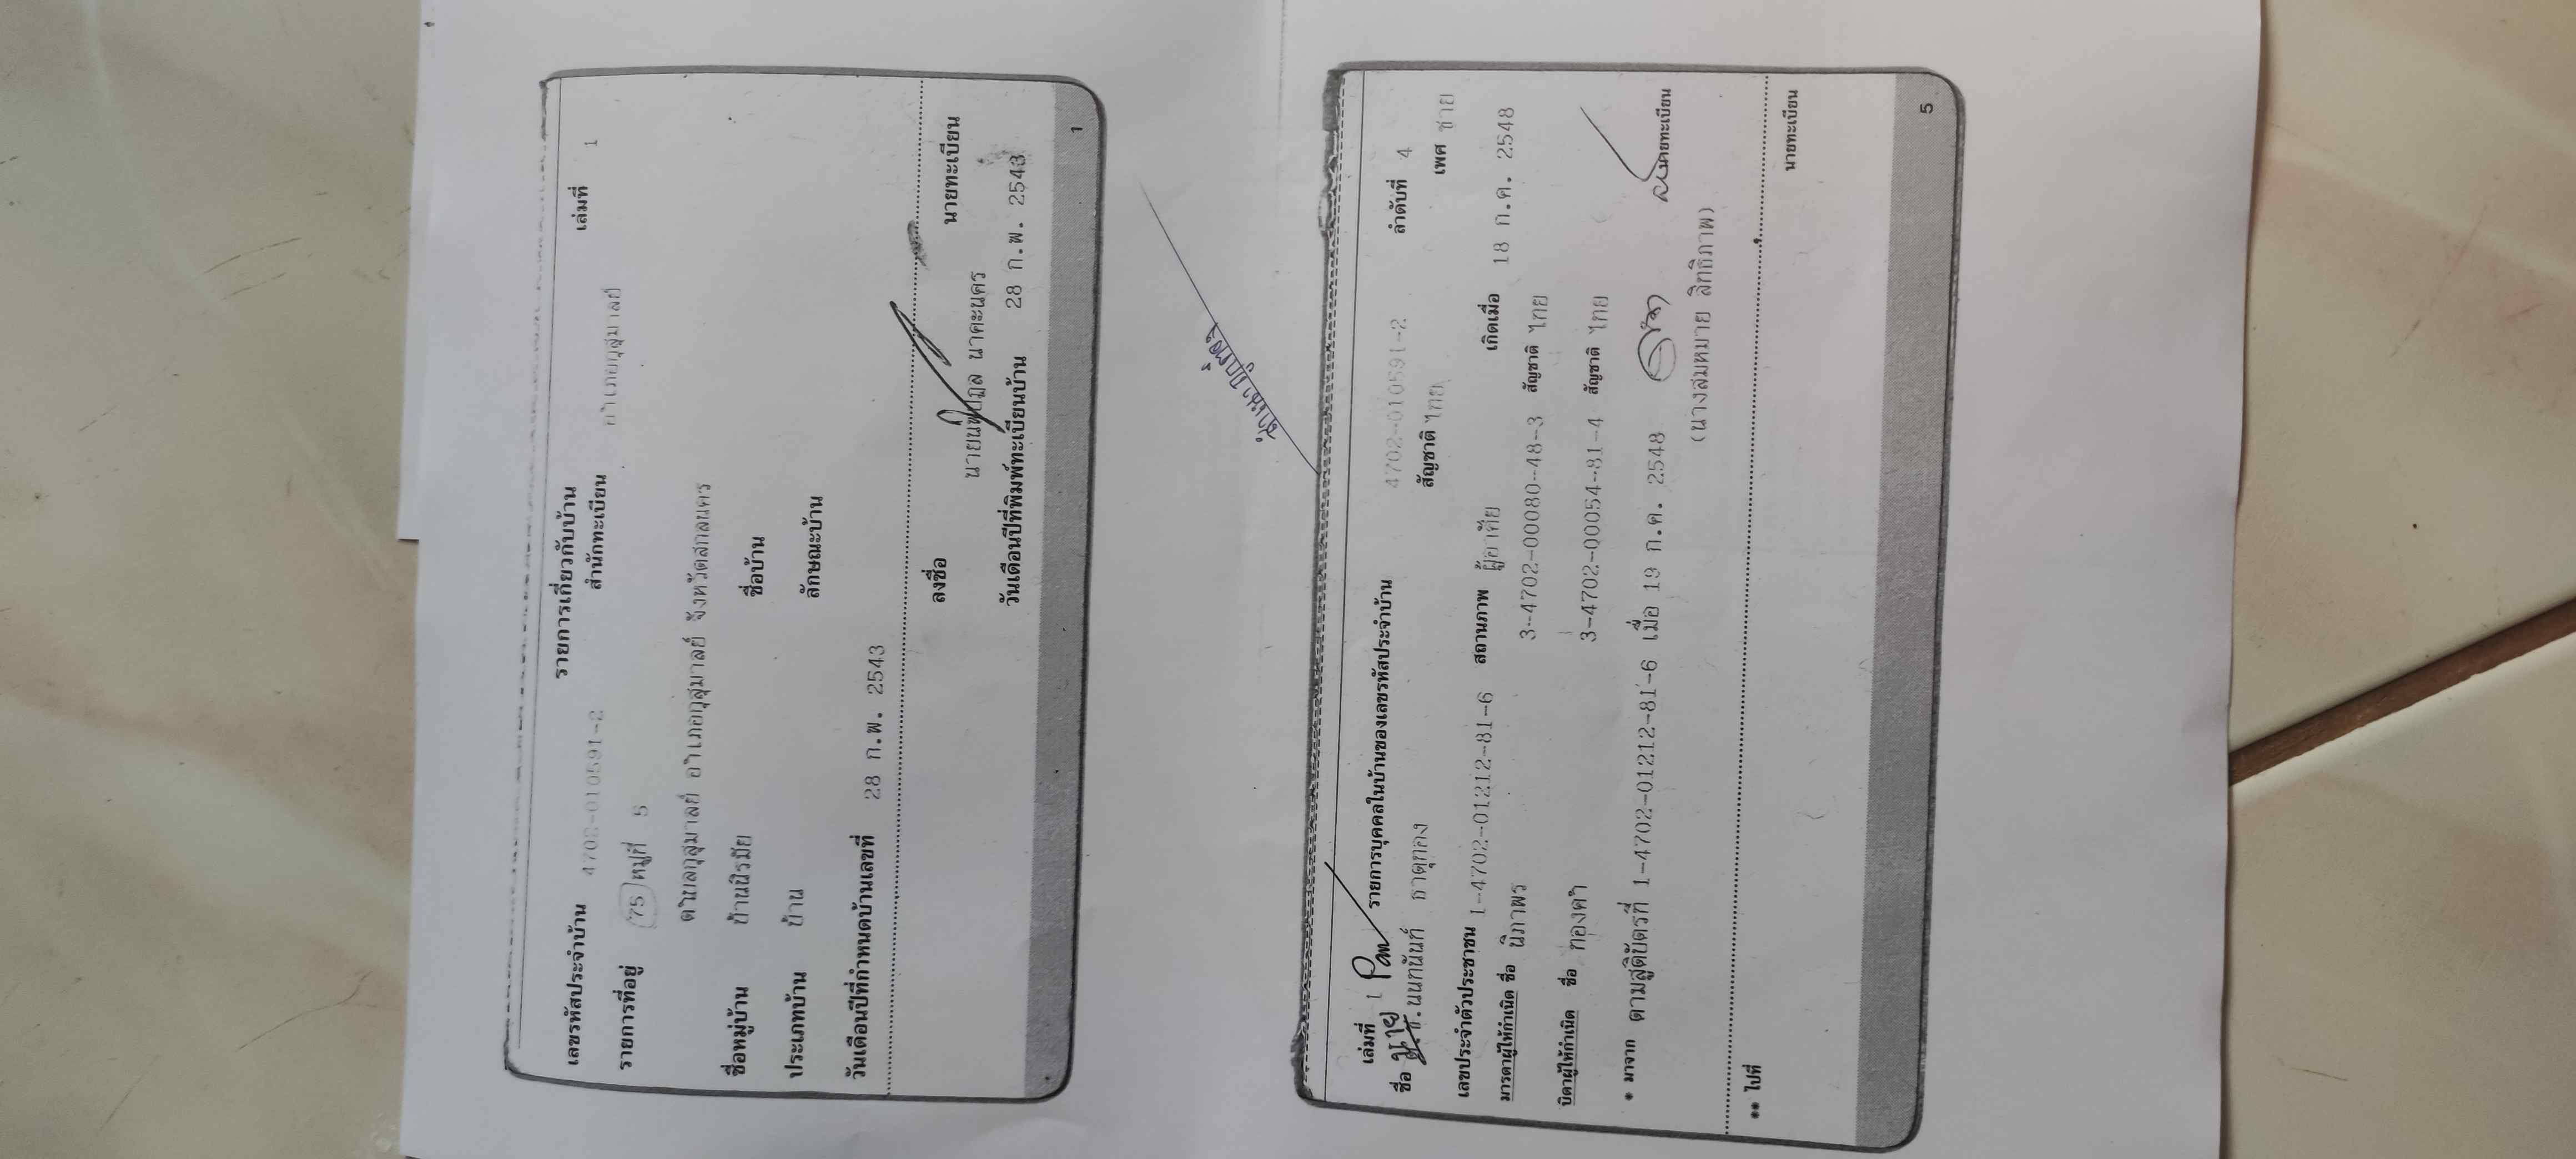 รายการเกี่ยวกับบ้าน เล่มที่ 1
เลขรหัสประจำบ้าน 4702-010591-2 สำนักทะเบียน อำเภอกุสุมาลย์
รายการที่อยู่ 75 หมู่ที่ 5
ตำบลกุสุมาลย์ อำเภอกุสุมาลย์ จังหวัดสกลนคร
ชื่อหมู่บ้าน บ้านนิรมัย ชื่อบ้าน
ประเภทบ้าน บ้าน ลักษณะบ้าน
วันเดือนปีที่กำหนดบ้านเลขที่ 28 ก.พ. 2543
ลงชื่อ นายทะเบียน
นาคะนคร
วันเดือนปีที่พิมพ์ทะเบียนบ้าน 28 ก.พ. 2543
1
สำเนาถูกต้อง
เล่มที่ 1 รายการบุคคลในบ้านของเลขรหัสประจำบ้าน 4702-010591-2 ลำดับที่ 4
ชื่อ นาย ด.ช.นนทนันท์ ธาตุทอง สัญชาติ ไทย เพศ ชาย
เลขประจำตัวประชาชน 1-4702-01212-81-6 สถานภาพ ผู้อาศัย เกิดเมื่อ 18 ก.ค. 2548
มารดาผู้ให้กำเนิด ชื่อ นิภาพร 3-4702-00080-48-3 สัญชาติ ไทย
บิดาผู้ให้กำเนิด ชื่อ ทองคำ 3-4702-00054-81-4 สัญชาติ ไทย
* มาจาก ตามสูติบัตรที่ 1-4702-01212-81-6 เมื่อ 19 ก.ค. 2548 นายทะเบียน
(นางสมหมาย สิทธิภาพ)
** ไปที่ นายทะเบียน
5